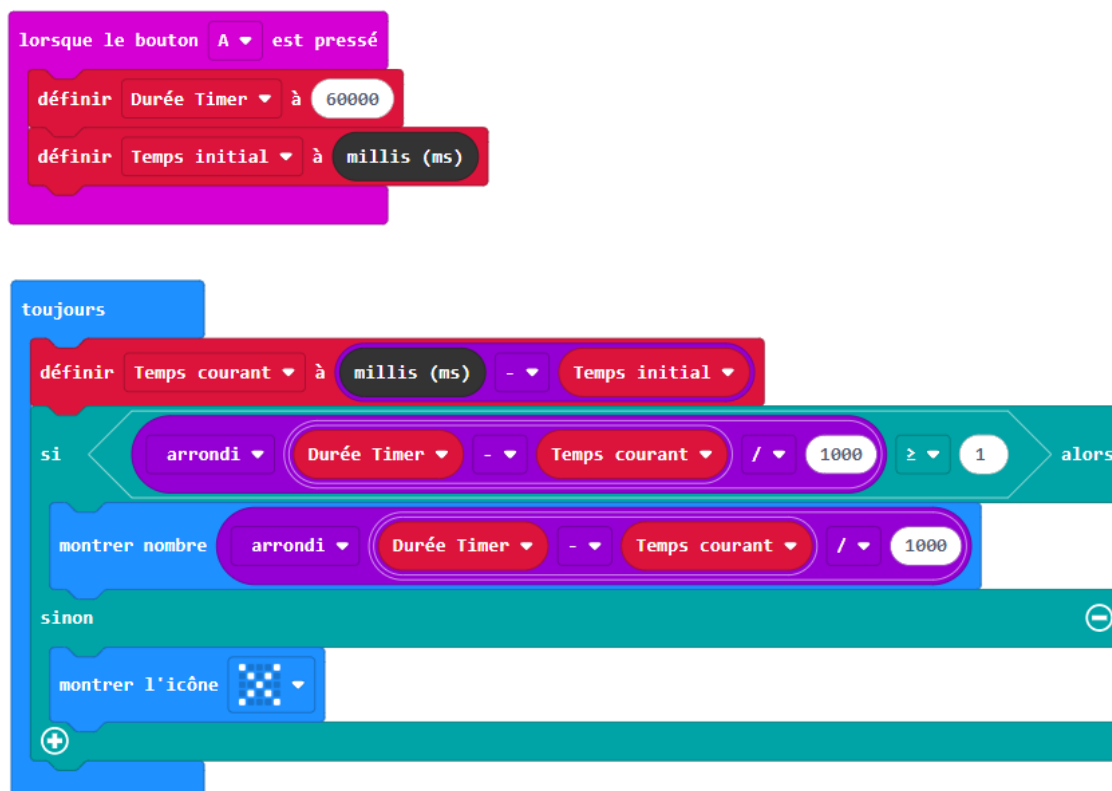 lorsque le bouton A est pressé
définir Durée Timer à 60000
définir Temps initial à millis (ms)
toujours
définir Temps courant à millis (ms) - Temps initial
si arrondi Durée Timer - Temps courant / 1000 ≥ 1 alors
montrer nombre arrondi Durée Timer - Temps courant / 1000
sinon
montrer l'icône